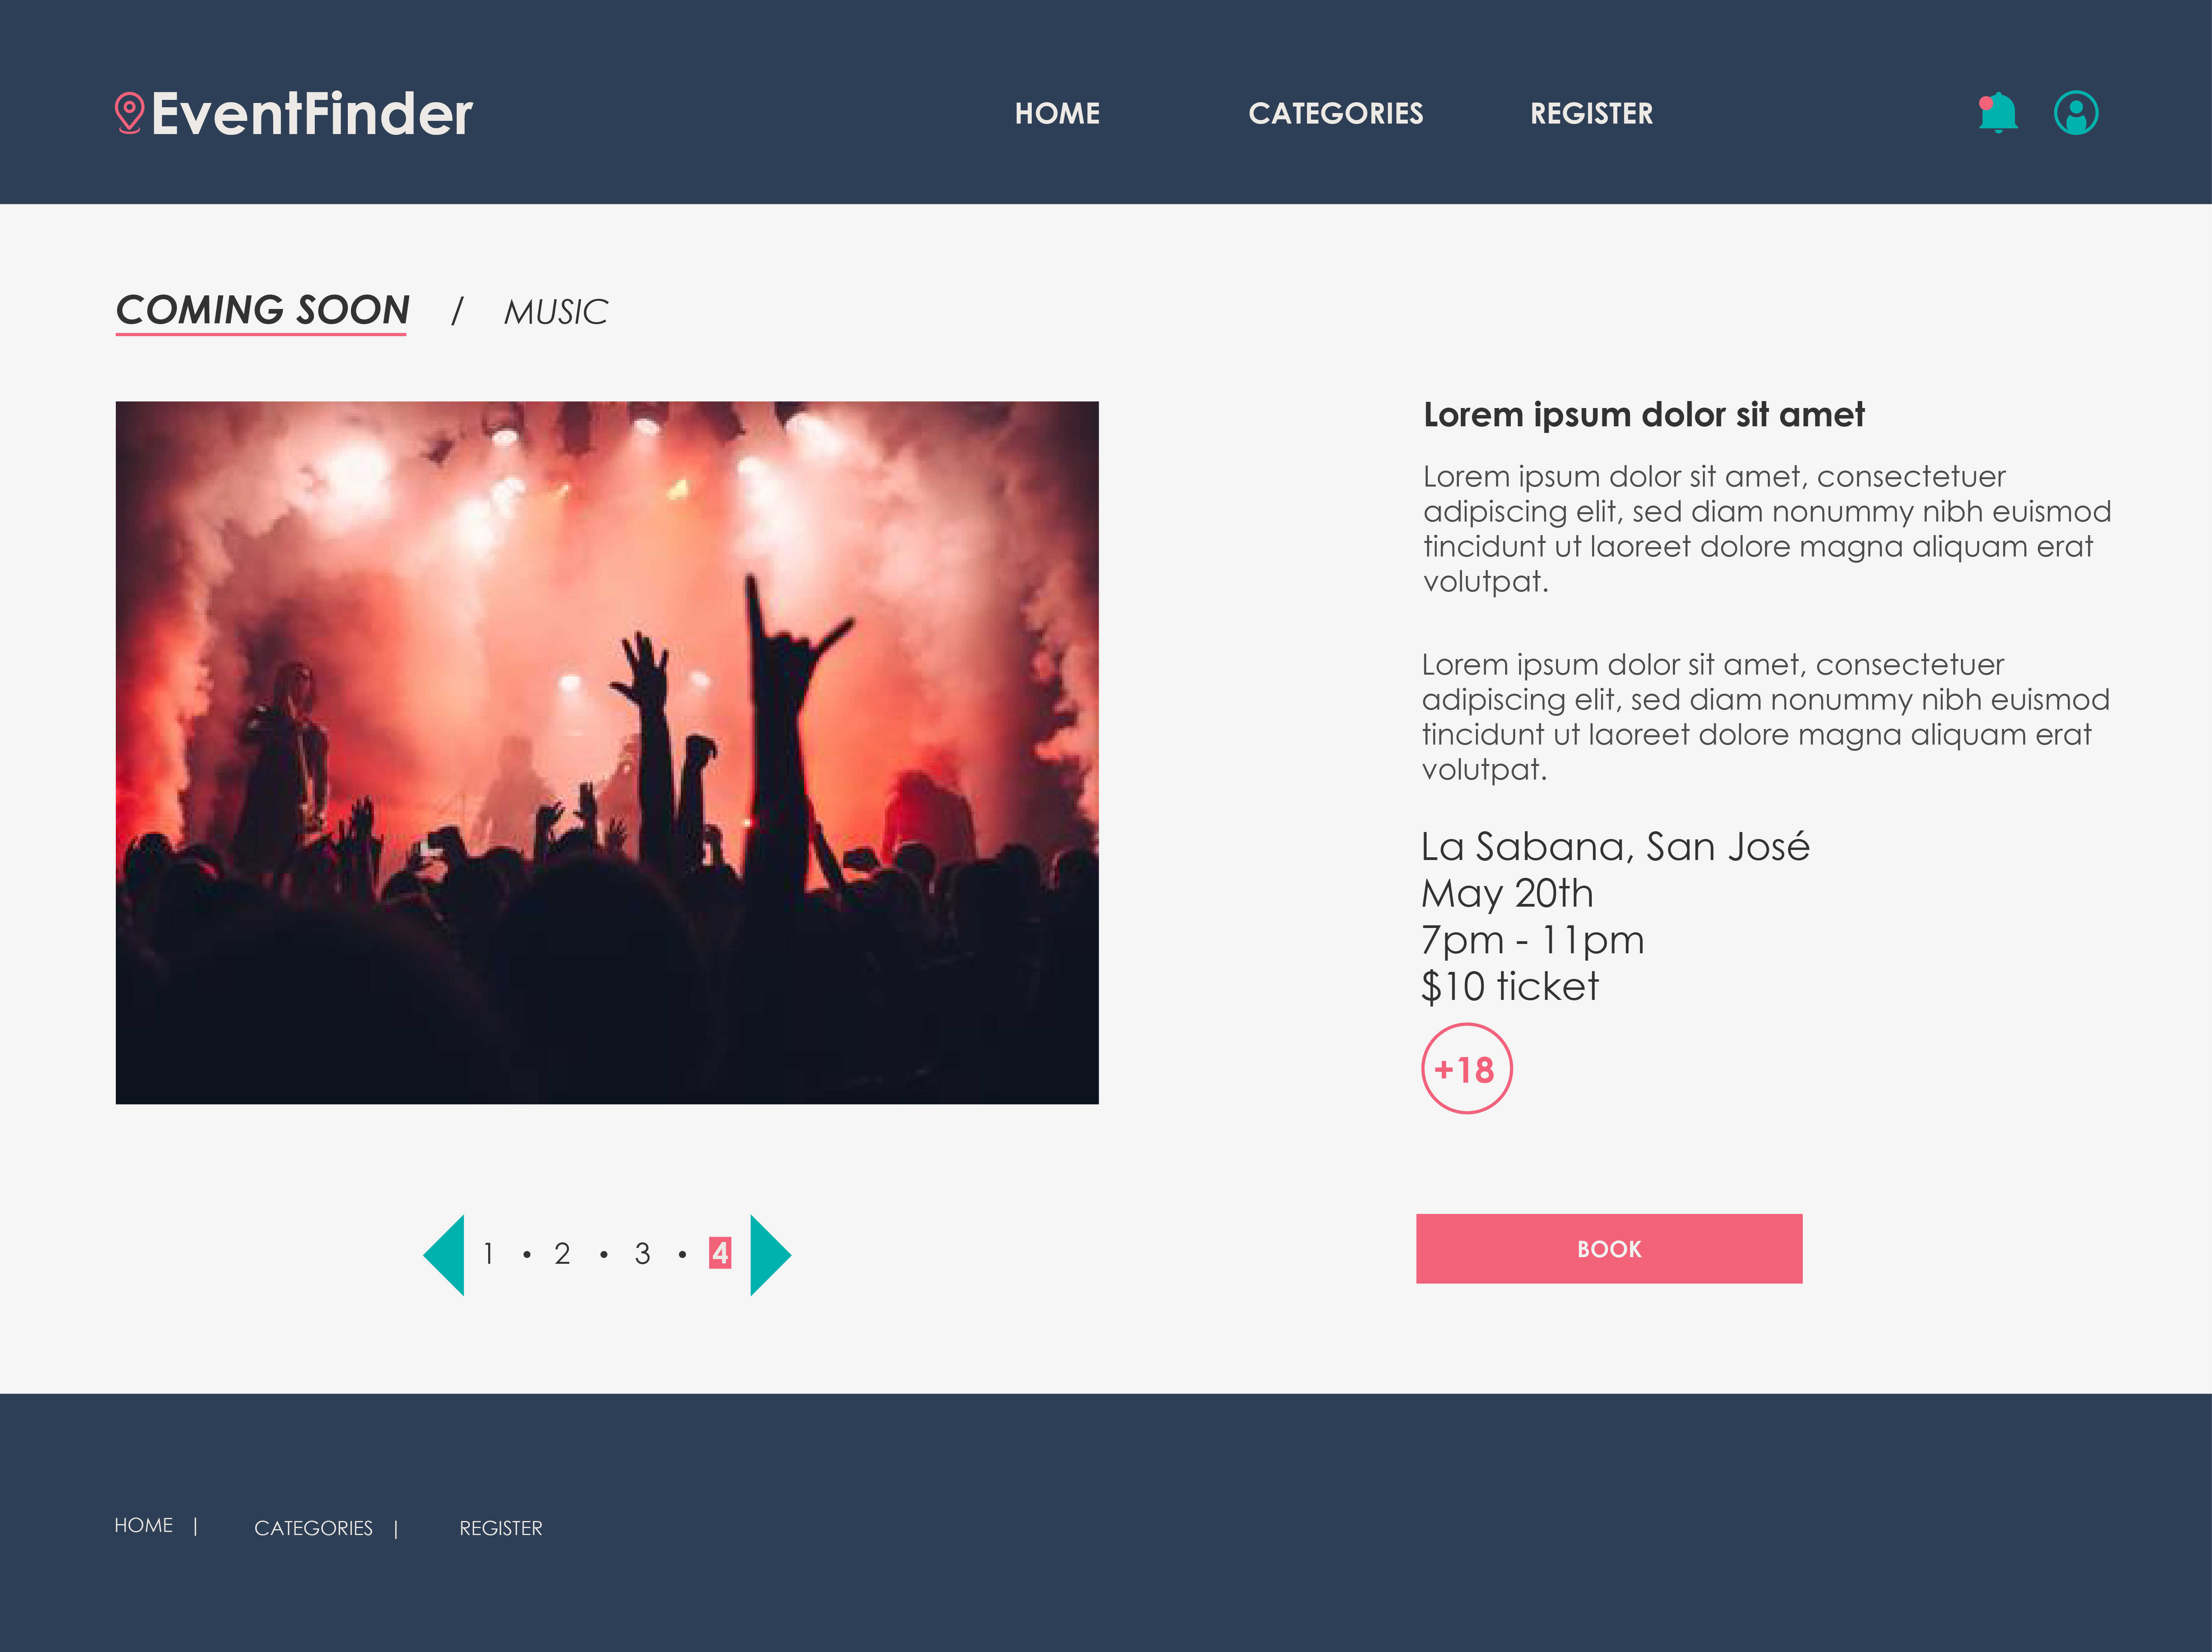 EventFinder
HOME
CATEGORIES
REGISTER
COMING SOON / MUSIC
Lorem ipsum dolor sit amet
Lorem ipsum dolor sit amet, consectetuer
adipiscing elit, sed diam nonummy nibh euismod
tincidunt ut laoreet dolore magna aliquam erat
volutpat.
Lorem ipsum dolor sit amet, consectetuer
adipiscing elit, sed diam nonummy nibh euismod
tincidunt ut laoreet dolore magna aliquam erat
volutpat.
La Sabana, San José
May 20th
7pm - 11pm
$10 ticket
+18
1 • 2 • 3 • 4
BOOK
HOME | CATEGORIES | REGISTER